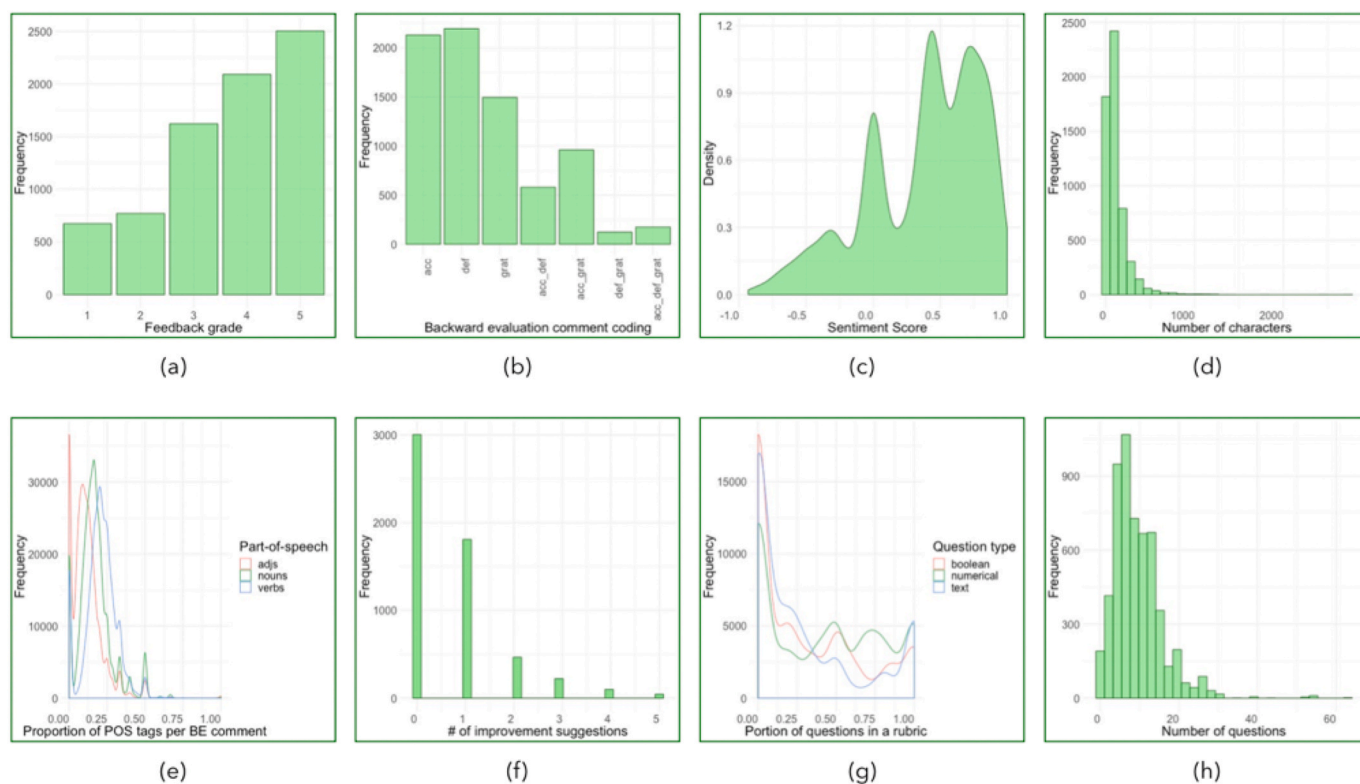 2500
2000
1500
1000
500
0
Frequency
1 2 3 4 5
Feedback grade
(a)
2000
1500
1000
500
0
Frequency
acc
def
grat
acc_def
acc_grat
def_grat
acc_def_grat
Backward evaluation comment coding
(b)
1.2
0.9
0.6
0.3
0.0
Density
-1.0 -0.5 0.0 0.5 1.0
Sentiment Score
(c)
2500
2000
1500
1000
500
0
Frequency
0 1000 2000
Number of characters
(d)
30000
20000
10000
0
Frequency
0.00 0.25 0.50 0.75 1.00
Proportion of POS tags per BE comment
Part-of-speech
adjs
nouns
verbs
(e)
3000
2000
1000
0
Frequency
0 1 2 3 4 5
# of improvement suggestions
(f)
15000
10000
5000
0
Frequency
0.00 0.25 0.50 0.75 1.00
Portion of questions in a rubric
Question type
boolean
numerical
text
(g)
900
600
300
0
Frequency
0 20 40 60
Number of questions
(h)